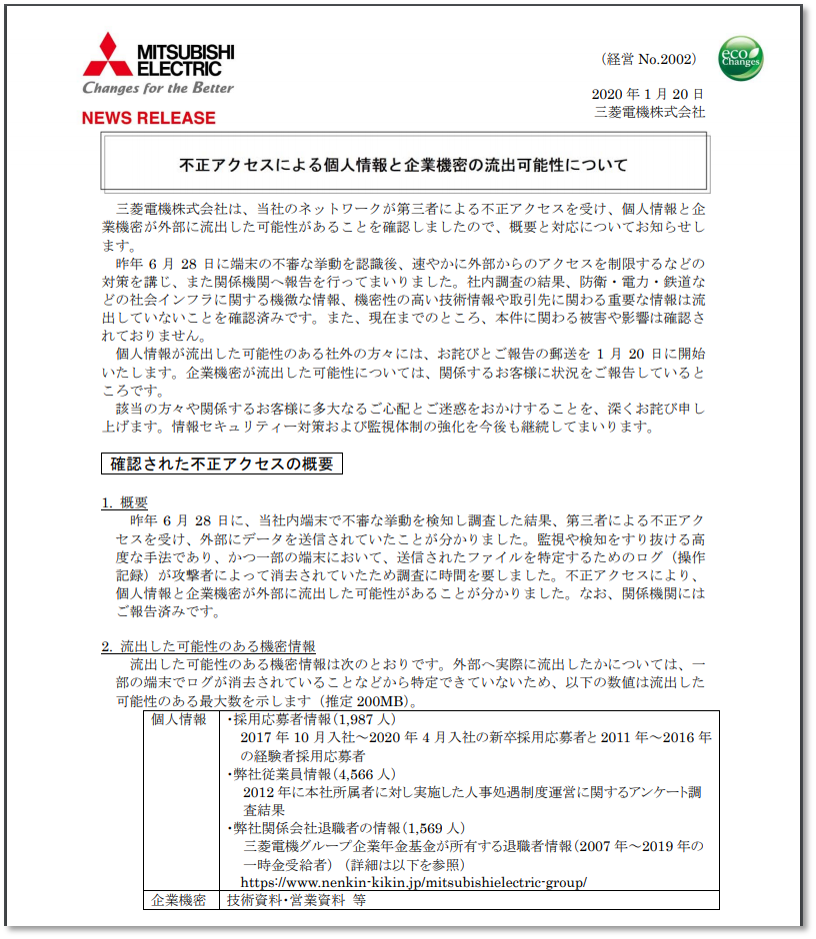 MITSUBISHI
ELECTRIC
Changes for the Better
(経営 No.2002)
eco
Changes
2020 年 1 月 20 日
三菱電機株式会社
NEWS RELEASE
不正アクセスによる個人情報と企業機密の流出可能性について
三菱電機株式会社は、当社のネットワークが第三者による不正アクセスを受け、個人情報と企
業機密が外部に流出した可能性があることを確認しましたので、概要と対応についてお知らせし
ます。
昨年 6 月 28 日に端末の不審な挙動を認識後、速やかに外部からのアクセスを制限するなどの
対策を講じ、また関係機関へ報告を行ってまいりました。社内調査の結果、防衛・電力・鉄道な
どの社会インフラに関する機微な情報、機密性の高い技術情報や取引先に関わる重要な情報は流
出していないことを確認済みです。また、現在までのところ、本件に関わる被害や影響は確認さ
れておりません。
個人情報が流出した可能性のある社外の方々には、お詫びとご報告の郵送を 1 月 20 日に開始
いたします。企業機密が流出した可能性については、関係するお客様に状況をご報告していると
ころです。
該当の方々や関係するお客様に多大なるご心配とご迷惑をおかけすることを、深くお詫び申し
上げます。情報セキュリティー対策および監視体制の強化を今後も継続してまいります。
確認された不正アクセスの概要
1. 概要
昨年 6 月 28 日に、当社内端末で不審な挙動を検知し調査した結果、第三者による不正アク
セスを受け、外部にデータを送信されていたことが分かりました。監視や検知をすり抜ける高
度な手法であり、かつ一部の端末において、送信されたファイルを特定するためのログ（操作
記録）が攻撃者によって消去されていたため調査に時間を要しました。不正アクセスにより、
個人情報と企業機密が外部に流出した可能性があることが分かりました。なお、関係機関には
ご報告済みです。
2. 流出した可能性のある機密情報
流出した可能性のある機密情報は次のとおりです。外部へ実際に流出したかについては、一
部の端末でログが消去されていることなどから特定できていないため、以下の数値は流出した
可能性のある最大数を示します（推定 200MB）。
個人情報
・採用応募者情報(1,987 人)
2017 年 10 月入社～2020 年 4 月入社の新卒採用応募者と 2011 年～2016 年
の経験者採用応募者
・弊社従業員情報(4,566 人)
2012 年に本社所属者に対し実施した人事処遇制度運営に関するアンケート調
査結果
・弊社関係会社退職者の情報(1,569 人)
三菱電機グループ企業年金基金が所有する退職者情報(2007 年～2019 年の
一時金受給者）（詳細は以下を参照）
https://www.nenkin-kikin.jp/mitsubishielectric-group/
企業機密
技術資料・営業資料 等